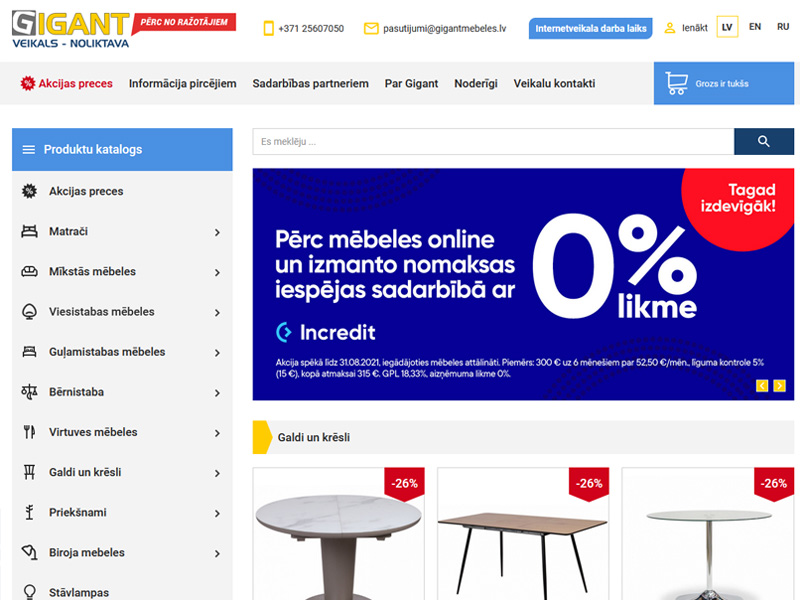 GIGANT
VEIKALS - NOLIKTAVA
PĒRC NO RAŽOTĀJIEM
+371 25607050
pasutijumi@gigantmebeles.lv
Internetveikala darba laiks
Ienākt
LV
EN
RU
Akcijas preces
Informācija pircējiem
Sadarbības partneriem
Par Gigant
Noderīgi
Veikalu kontakti
Grozs ir tukšs
Produktu katalogs
Es meklēju ...
Akcijas preces
Matrači
Mīkstās mēbeles
Viesistabas mēbeles
Guļamistabas mēbeles
Bērnistaba
Virtuves mēbeles
Galdi un krēsli
Priekšnami
Biroja mebeles
Stāvlampas
Tagad
izdevīgāk!
Pērc mēbeles online
un izmanto nomaksas
iespējas sadarbībā ar
0%
likme
Incredit
Akcija spēkā līdz 31.08.2021, iegādājoties mēbeles attālināti. Piemērs: 300 € uz 6 mēnešiem par 52,50 €/mēn., līguma kontrole 5%
(15 €), kopā atmaksai 315 €. GPL 18,33%, aizņēmuma likme 0%.
Galdi un krēsli
-26%
-26%
-26%